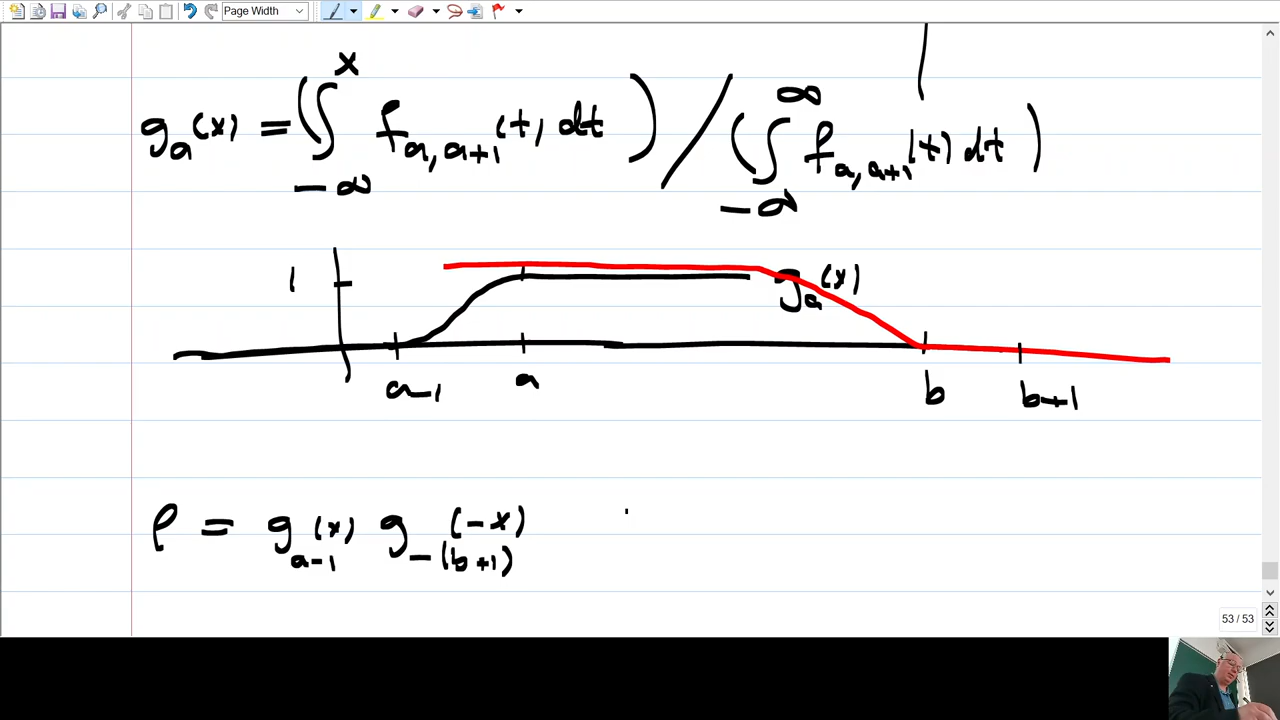 Page Width
g_a(x) = (∫_{-∞}^{x} f_{a,a+1}(t) dt) / (∫_{-∞}^{∞} f_{a,a+1}(t) dt)
1
g_a(x)
a-1 a b b+1
ρ = g_{a-1}(x) g_{-(b+1)}(-x)
53 / 53